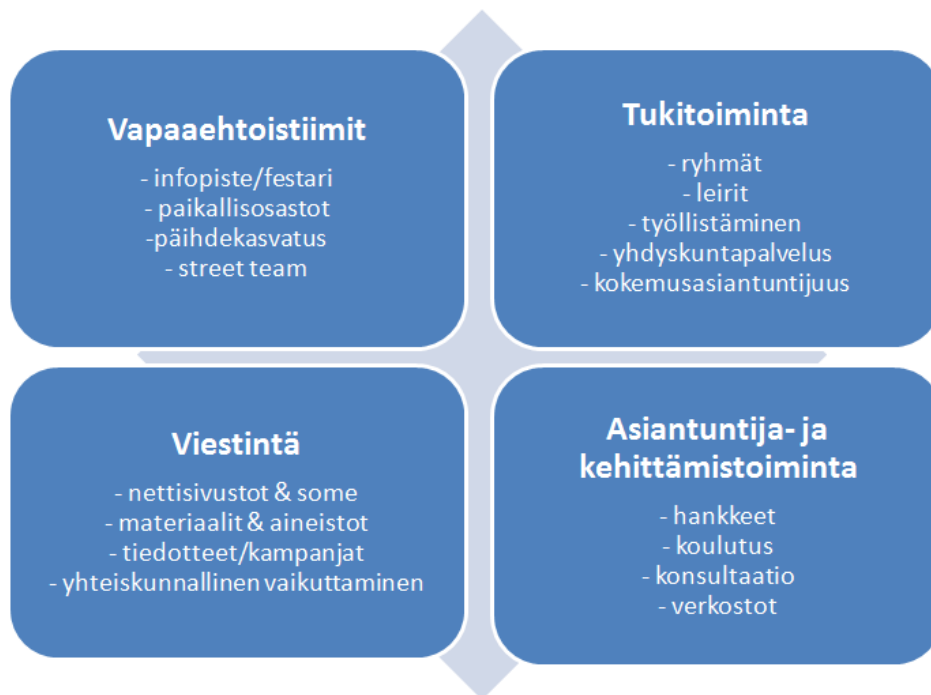 Vapaaehtoistiimit
- infopiste/festari
- paikallisosastot
-päihdekasvatus
- street team
Tukitoiminta
- ryhmät
- leirit
- työllistäminen
- yhdyskuntapalvelus
- kokemusasiantuntijuus
Viestintä
- nettisivustot & some
- materiaalit & aineistot
- tiedotteet/kampanjat
- yhteiskunnallinen vaikuttaminen
Asiantuntija- ja
kehittämistoiminta
- hankkeet
- koulutus
- konsultaatio
- verkostot